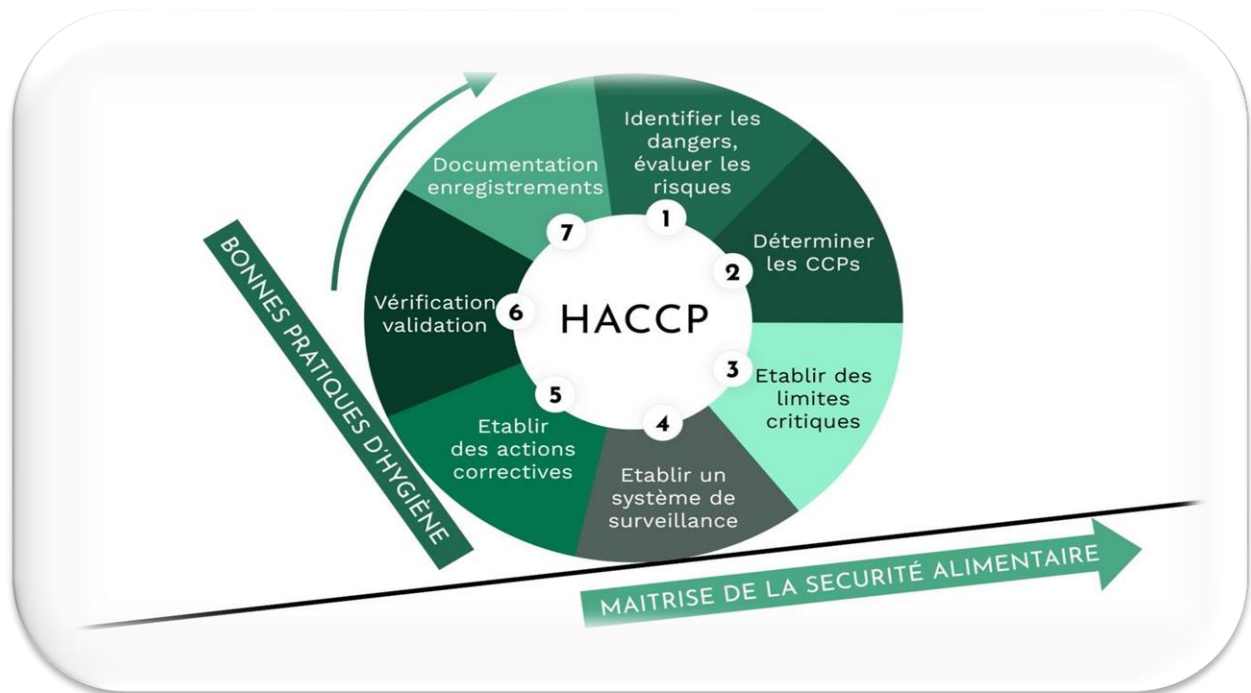 Identifier les
dangers,
évaluer les
risques
1
Déterminer
les CCPs
2
Etablir des
limites
critiques
3
Etablir un
système de
surveillance
4
Etablir
des actions
correctives
5
Vérification
validation
6
Documentation
enregistrements
7
HACCP
BONNES PRATIQUES D'HYGIÈNE
MAITRISE DE LA SECURITÉ ALIMENTAIRE